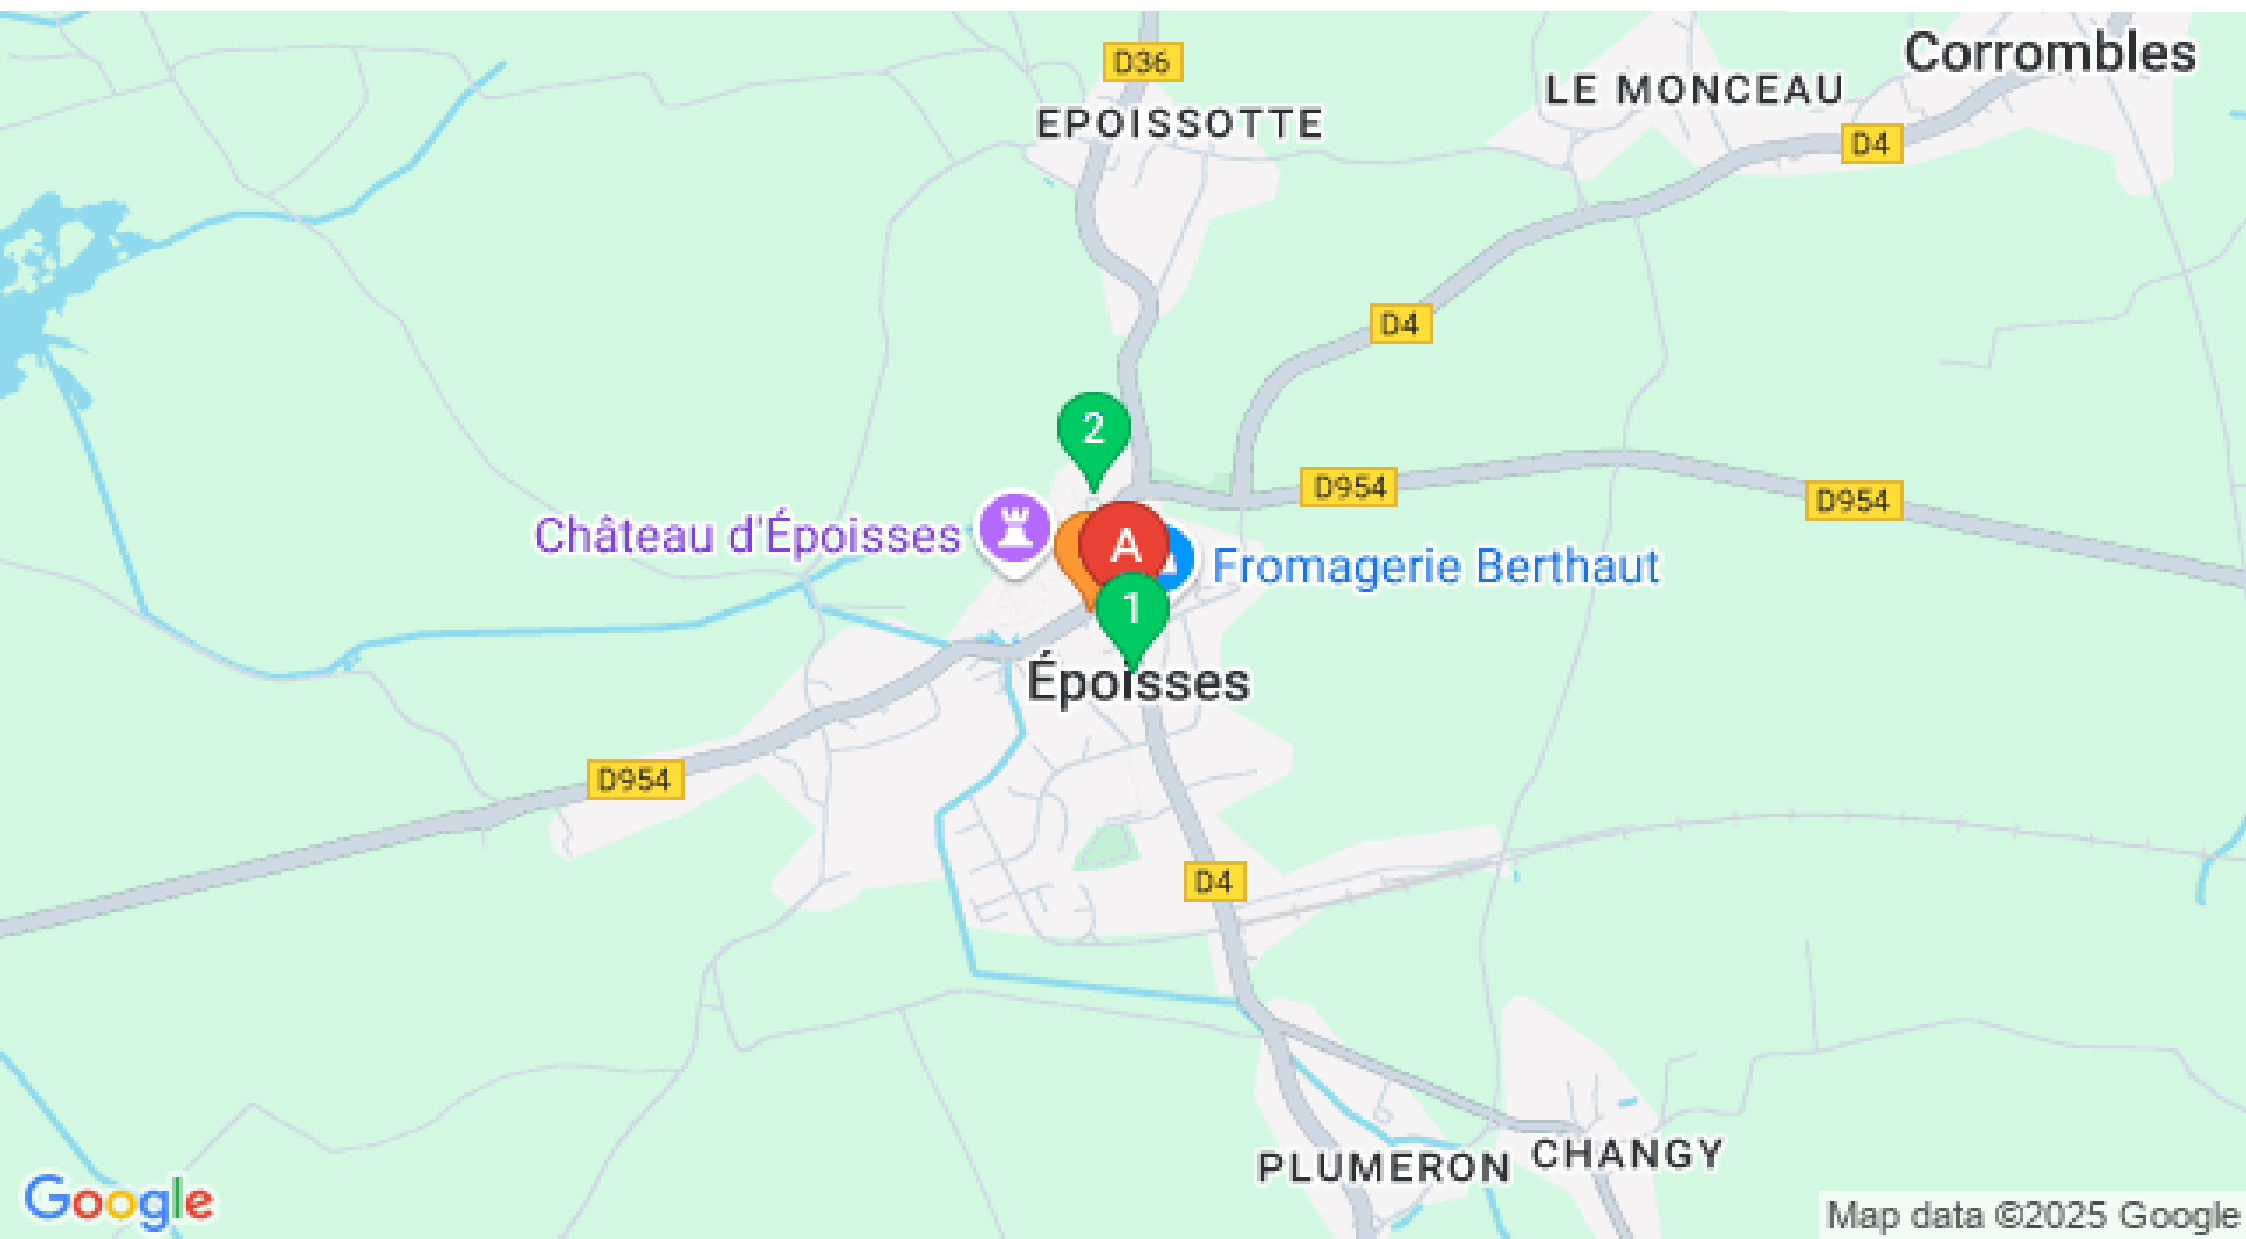 Corrombles
D36
LE MONCEAU
EPOISSOTTE
D4
D4
2
D954
D954
Château d'Époisses
A
Fromagerie Berthaut
1
Époisses
D954
D4
PLUMERON
CHANGY
Google
Map data ©2025 Google